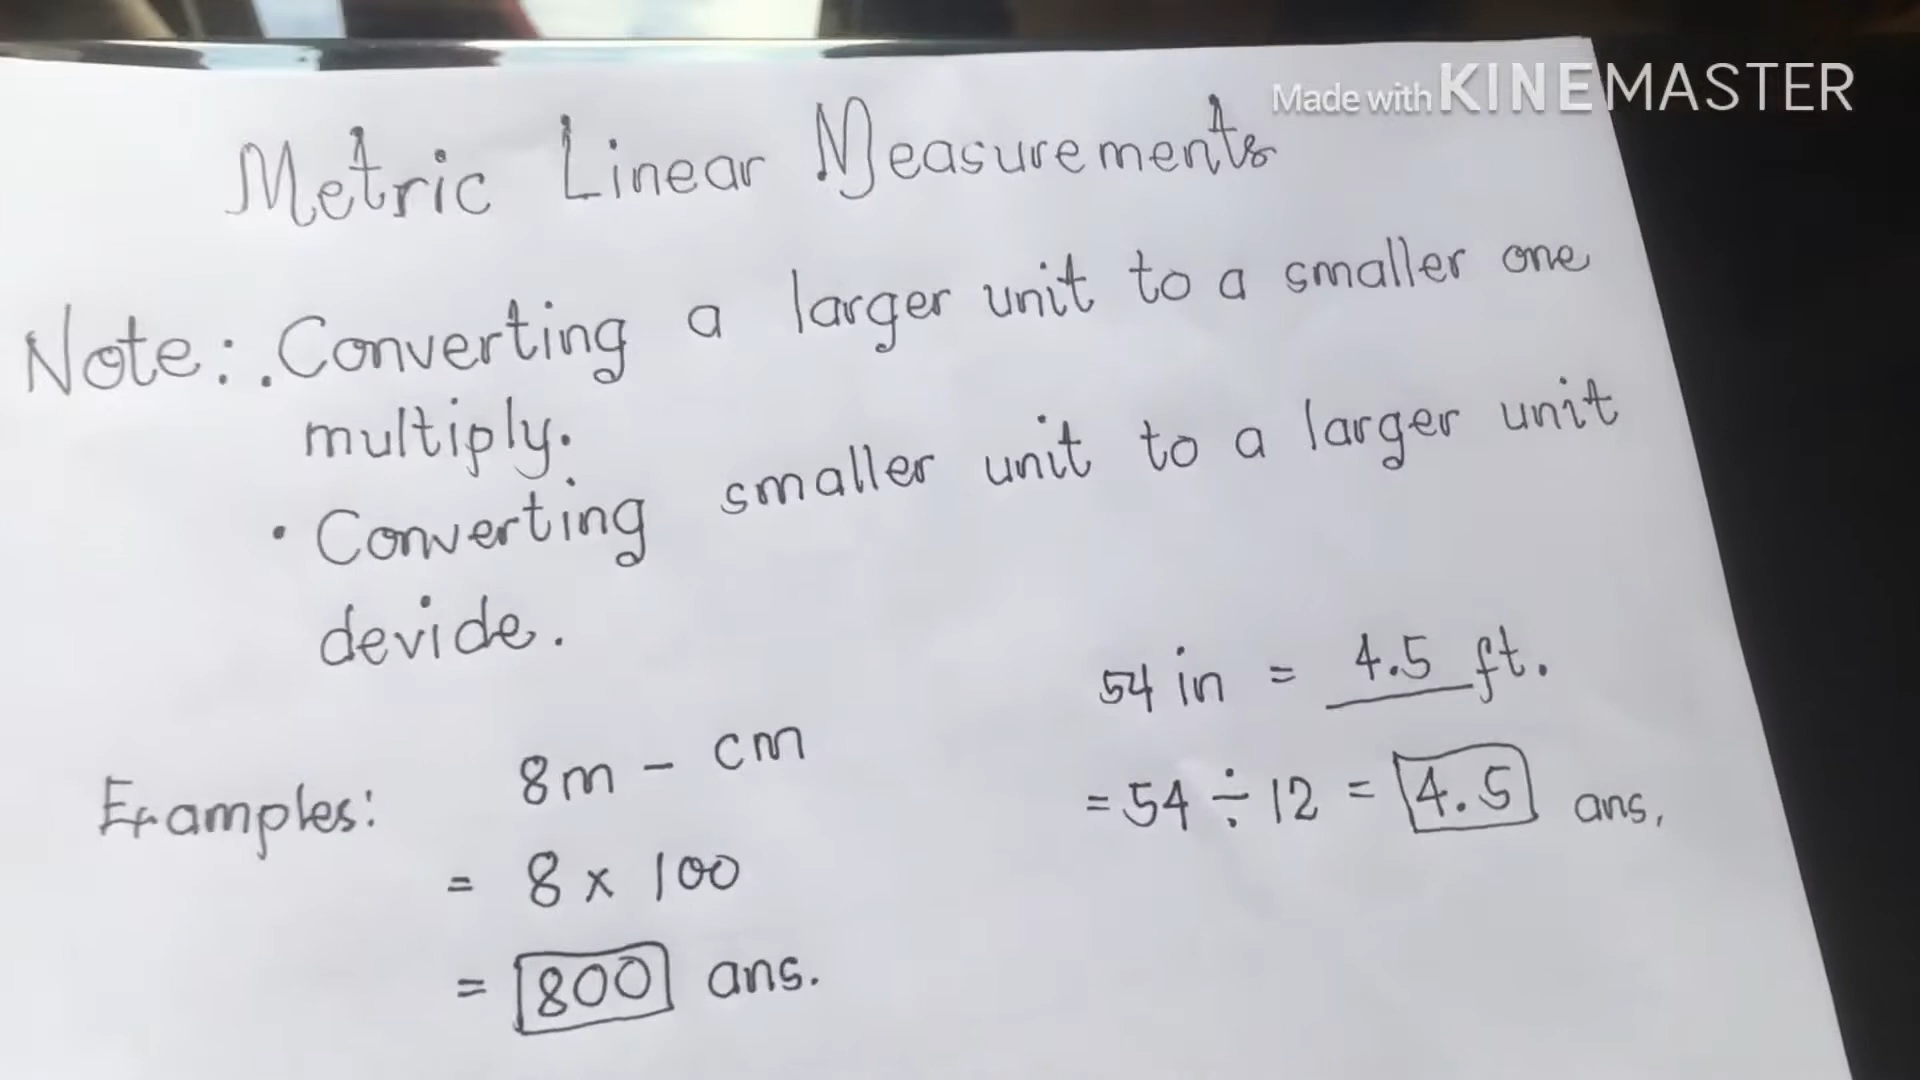 Made with KINEMASTER
Metric Linear Measurements
Note: . Converting a larger unit to a smaller one
multiply.
• Converting smaller unit to a larger unit
devide.
54 in = 4.5 ft.
= 54 ÷ 12 = 4.5 ans.
Examples: 8m - cm
= 8 x 100
= 800 ans.